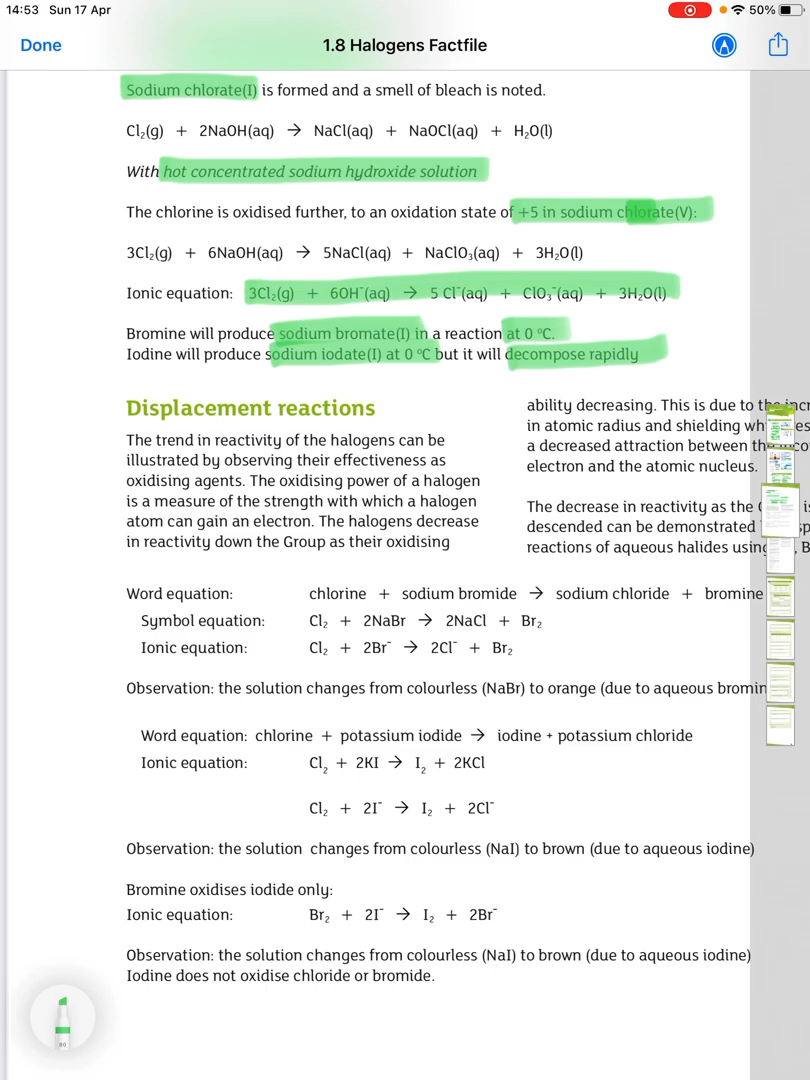 14:53 Sun 17 Apr 50%
Done 1.8 Halogens Factfile
Sodium chlorate(I) is formed and a smell of bleach is noted.
Cl₂(g) + 2NaOH(aq) → NaCl(aq) + NaOCl(aq) + H₂O(l)
With hot concentrated sodium hydroxide solution
The chlorine is oxidised further, to an oxidation state of +5 in sodium chlorate(V):
3Cl₂(g) + 6NaOH(aq) → 5NaCl(aq) + NaClO₃(aq) + 3H₂O(l)
Ionic equation: 3Cl₂(g) + 6OH⁻(aq) → 5 Cl⁻(aq) + ClO₃⁻(aq) + 3H₂O(l)
Bromine will produce sodium bromate(I) in a reaction at 0 ºC.
Iodine will produce sodium iodate(I) at 0 ºC but it will decompose rapidly
Displacement reactions
The trend in reactivity of the halogens can be
illustrated by observing their effectiveness as
oxidising agents. The oxidising power of a halogen
is a measure of the strength with which a halogen
atom can gain an electron. The halogens decrease
in reactivity down the Group as their oxidising
ability decreasing. This is due to the
in atomic radius and shielding
a decreased attraction between
electron and the atomic nucleus.
The decrease in reactivity as the
descended can be demonstrated
reactions of aqueous halides using
Word equation: chlorine + sodium bromide → sodium chloride + bromine
Symbol equation: Cl₂ + 2NaBr → 2NaCl + Br₂
Ionic equation: Cl₂ + 2Br⁻ → 2Cl⁻ + Br₂
Observation: the solution changes from colourless (NaBr) to orange (due to aqueous
Word equation: chlorine + potassium iodide → iodine + potassium chloride
Ionic equation: Cl₂ + 2KI → I₂ + 2KCl
Cl₂ + 2I⁻ → I₂ + 2Cl⁻
Observation: the solution changes from colourless (NaI) to brown (due to aqueous iodine)
Bromine oxidises iodide only:
Ionic equation: Br₂ + 2I⁻ → I₂ + 2Br⁻
Observation: the solution changes from colourless (NaI) to brown (due to aqueous iodine)
Iodine does not oxidise chloride or bromide.
80